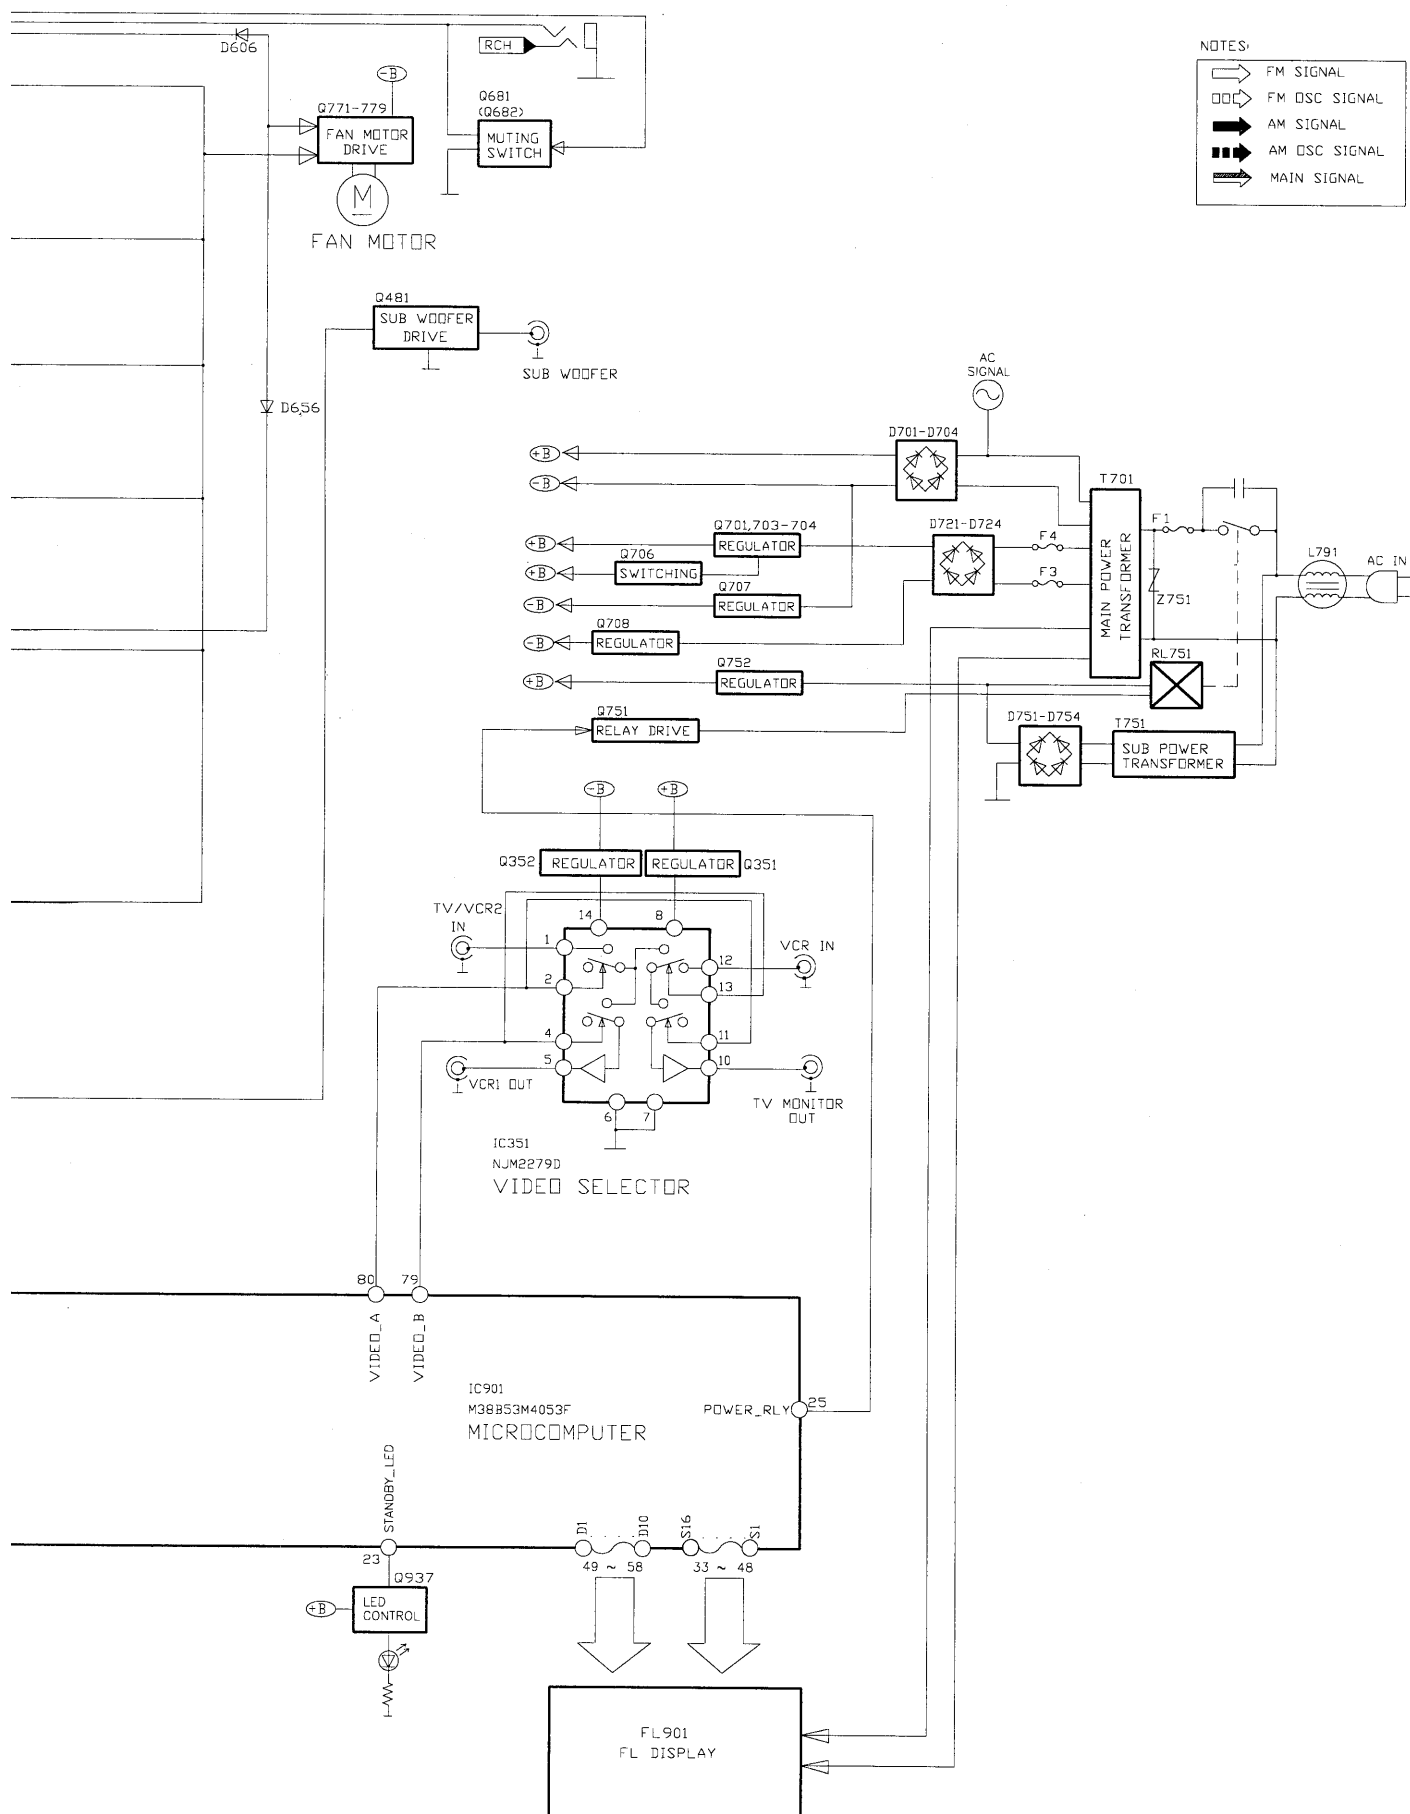 D606
RCH
-B
Q771-779
FAN MOTOR
DRIVE
M
FAN MOTOR
Q681
(Q682)
MUTING
SWITCH
NOTES:
FM SIGNAL
FM OSC SIGNAL
AM SIGNAL
AM OSC SIGNAL
MAIN SIGNAL
Q481
SUB WOOFER
DRIVE
SUB WOOFER
D656
AC
SIGNAL
D701-D704
+B
-B
T701
MAIN POWER
TRANSFORMER
F1
Q701,703-704
REGULATOR
+B
D721-D724
F4
F3
Q706
SWITCHING
+B
Q707
REGULATOR
-B
Z751
L791
AC IN
Q708
REGULATOR
-B
Q752
REGULATOR
+B
RL751
Q751
RELAY DRIVE
D751-D754
T751
SUB POWER
TRANSFORMER
-B
+B
Q352
REGULATOR
REGULATOR
Q351
TV/VCR2
IN
14
8
1
2
4
5
12
13
11
10
6
7
VCR IN
VCR1 OUT
TV MONITOR
OUT
IC351
NJM2279D
VIDEO SELECTOR
80
79
VIDEO_A
VIDEO_B
IC901
M38B53M4053F
MICROCOMPUTER
POWER_RLY
25
STANDBY_LED
23
D1
D10
S16
S1
49 ~ 58
33 ~ 48
Q937
+B
LED
CONTROL
FL901
FL DISPLAY